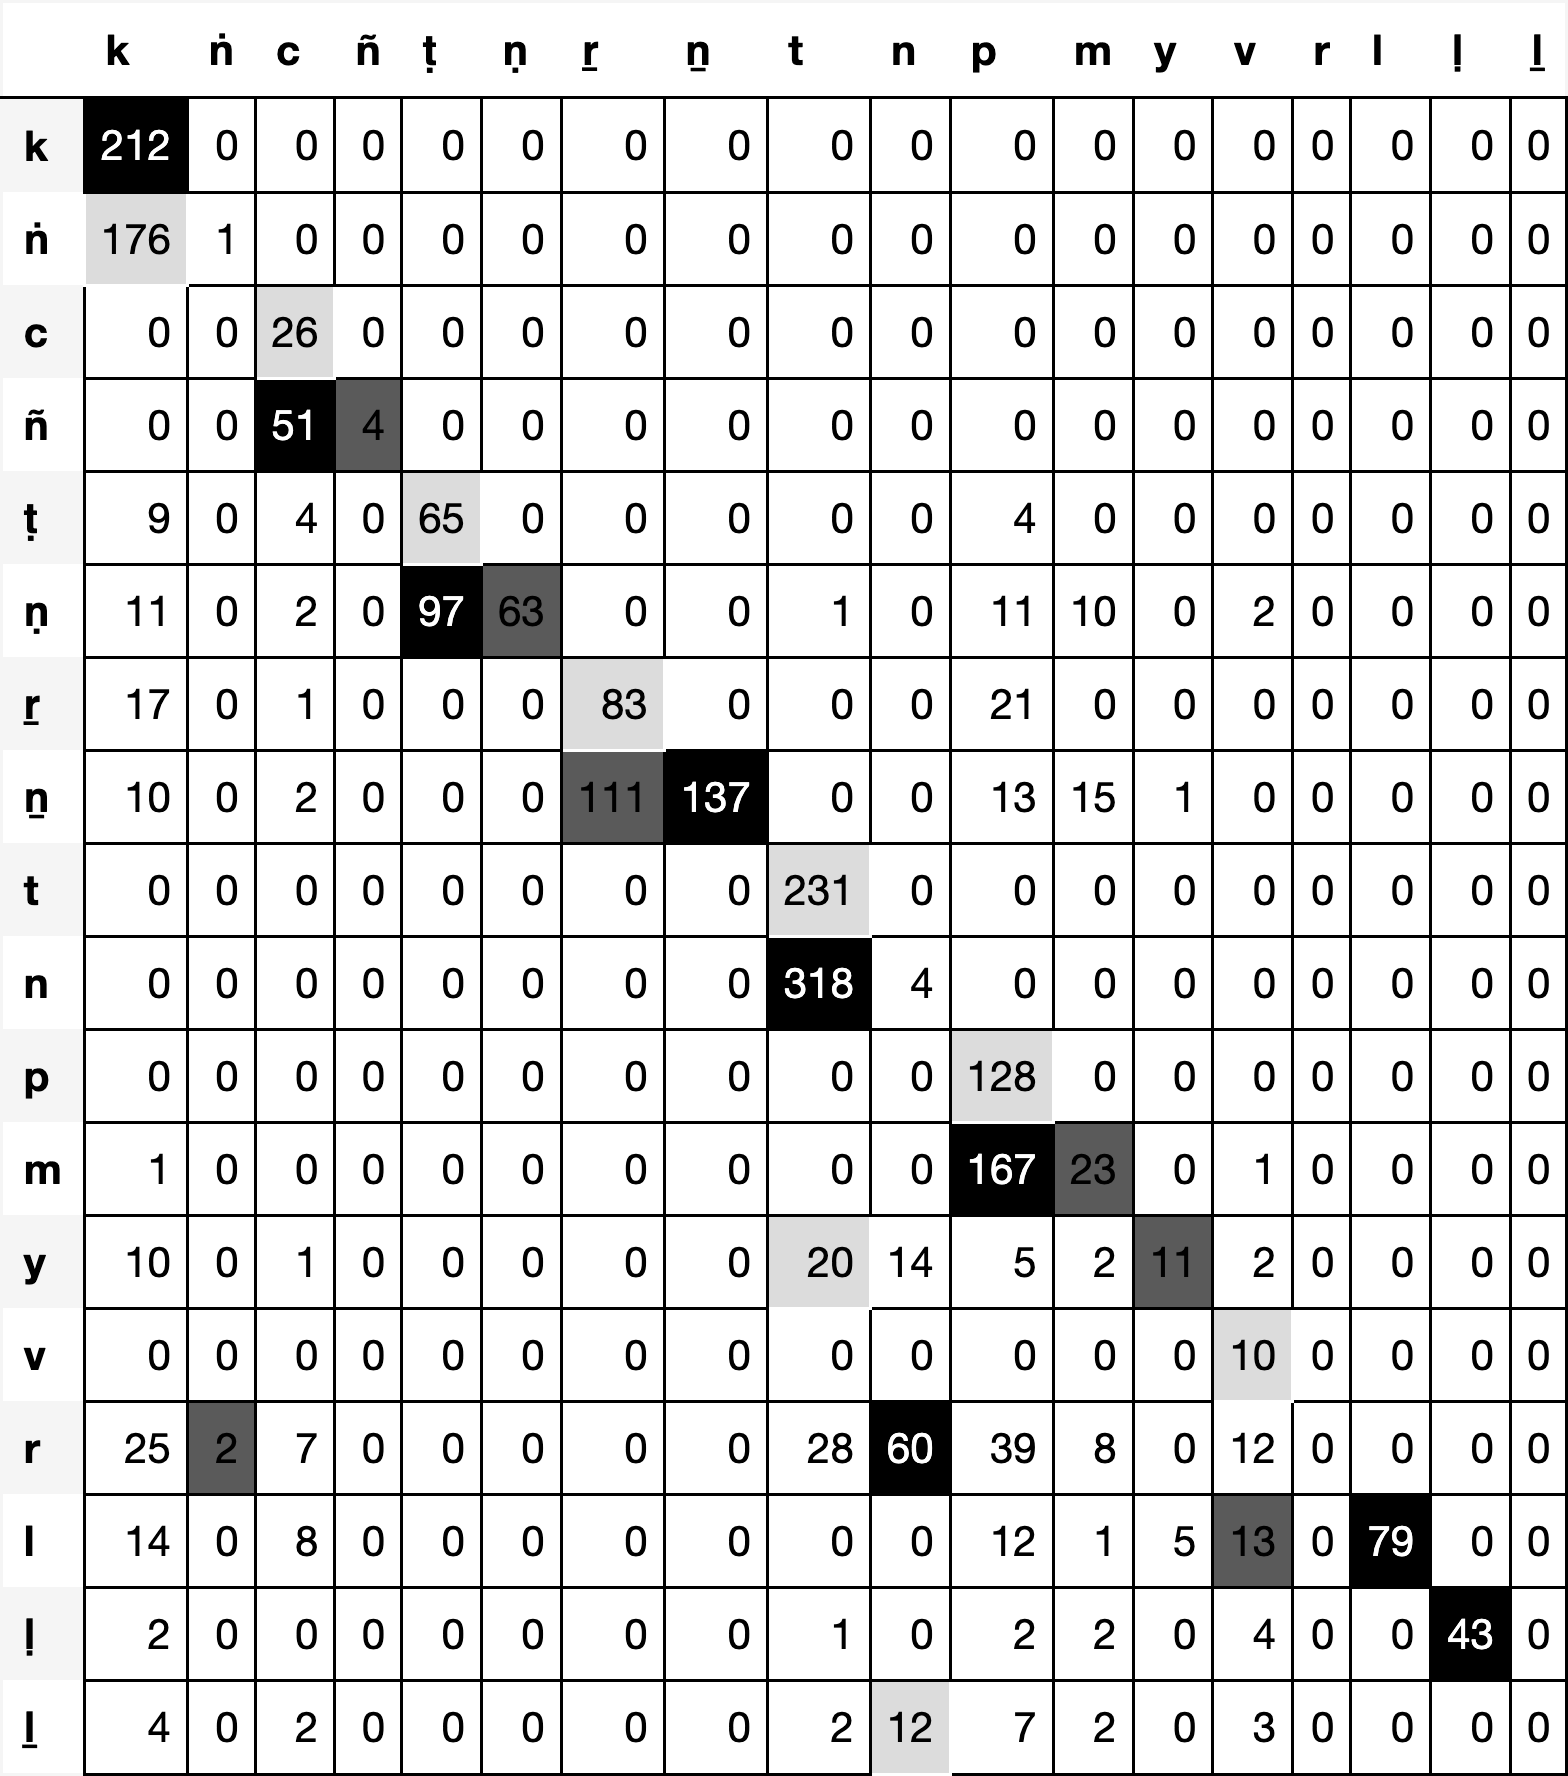 k ṅ c ñ ṭ ṇ ṟ ṉ t n p m y v r l ḷ ḻ
k 212 0 0 0 0 0 0 0 0 0 0 0 0 0 0 0 0 0
ṅ 176 1 0 0 0 0 0 0 0 0 0 0 0 0 0 0 0 0
c 0 0 26 0 0 0 0 0 0 0 0 0 0 0 0 0 0 0
ñ 0 0 51 4 0 0 0 0 0 0 0 0 0 0 0 0 0 0
ṭ 9 0 4 0 65 0 0 0 0 0 4 0 0 0 0 0 0 0
ṇ 11 0 2 0 97 63 0 0 1 0 11 10 0 2 0 0 0 0
ṟ 17 0 1 0 0 0 83 0 0 0 21 0 0 0 0 0 0 0
ṉ 10 0 2 0 0 0 111 137 0 0 13 15 1 0 0 0 0 0
t 0 0 0 0 0 0 0 0 231 0 0 0 0 0 0 0 0 0
n 0 0 0 0 0 0 0 0 318 4 0 0 0 0 0 0 0 0
p 0 0 0 0 0 0 0 0 0 0 128 0 0 0 0 0 0 0
m 1 0 0 0 0 0 0 0 0 0 167 23 0 1 0 0 0 0
y 10 0 1 0 0 0 0 0 20 14 5 2 11 2 0 0 0 0
v 0 0 0 0 0 0 0 0 0 0 0 0 0 10 0 0 0 0
r 25 2 7 0 0 0 0 0 28 60 39 8 0 12 0 0 0 0
l 14 0 8 0 0 0 0 0 0 0 12 1 5 13 0 79 0 0
ḷ 2 0 0 0 0 0 0 0 1 0 2 2 0 4 0 0 43 0
ḻ 4 0 2 0 0 0 0 0 2 12 7 2 0 3 0 0 0 0